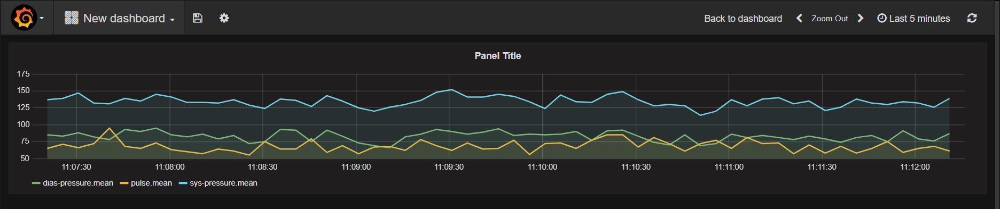 New dashboard Back to dashboard Zoom Out Last 5 minutes
Panel Title
175
150
125
100
75
50
11:07:30 11:08:00 11:08:30 11:09:00 11:09:30 11:10:00 11:10:30 11:11:00 11:11:30 11:12:00
dias-pressure.mean pulse.mean sys-pressure.mean